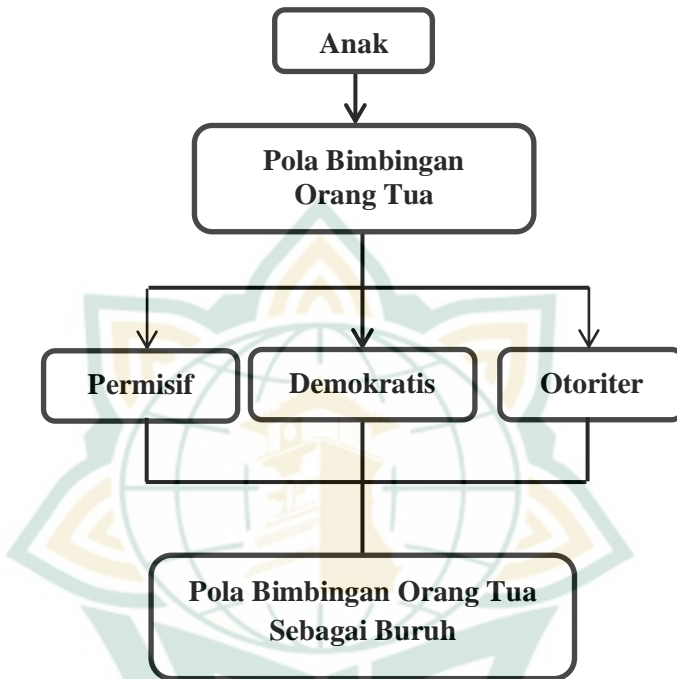 Anak
Pola Bimbingan
Orang Tua
Permisif
Demokratis
Otoriter
Pola Bimbingan Orang Tua
Sebagai Buruh